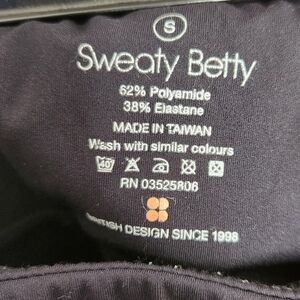 S
Sweaty Betty
62% Polyamide
38% Elastane
MADE IN TAIWAN
Wash with similar colours
40
RN 03525806
BRITISH DESIGN SINCE 1998